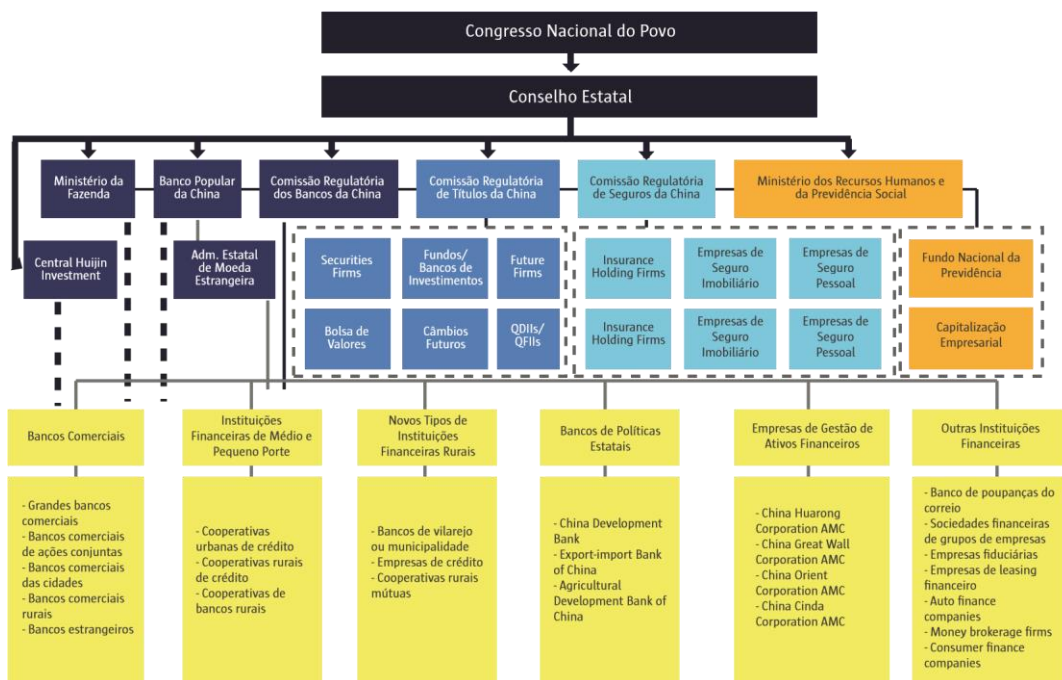 Congresso Nacional do Povo
Conselho Estatal
Ministério da
Fazenda
Banco Popular
da China
Comissão Regulatória
dos Bancos da China
Comissão Regulatória
de Títulos da China
Comissão Regulatória
de Seguros da China
Ministério dos Recursos Humanos e
da Previdência Social
Central Huijin
Investment
Adm. Estatal
de Moeda
Estrangeira
Securities
Firms
Fundos/
Bancos de
Investimentos
Future
Firms
Insurance
Holding Firms
Empresas de
Seguro
Imobiliário
Empresas de
Seguro
Pessoal
Fundo Nacional da
Previdência
Bolsa de
Valores
Câmbios
Futuros
QDIIs/
QFIIs
Insurance
Holding Firms
Empresas de
Seguro
Imobiliário
Empresas de
Seguro
Pessoal
Capitalização
Empresarial
Bancos Comerciais
Instituições
Financeiras de Médio e
Pequeno Porte
Novos Tipos de
Instituições
Financeiras Rurais
Bancos de Políticas
Estatais
Empresas de Gestão de
Ativos Financeiros
Outras Instituições
Financeiras
- Grandes bancos
comerciais
- Bancos comerciais
de ações conjuntas
- Bancos comerciais
das cidades
- Bancos comerciais
rurais
- Bancos estrangeiros
- Cooperativas
urbanas de crédito
- Cooperativas rurais
de crédito
- Cooperativas de
bancos rurais
- Bancos de vilarejo
ou municipalidade
- Empresas de crédito
- Cooperativas rurais
mútuas
- China Development
Bank
- Export-import Bank
of China
- Agricultural
Development Bank of
China
- China Huarong
Corporation AMC
- China Great Wall
Corporation AMC
- China Orient
Corporation AMC
- China Cinda
Corporation AMC
- Banco de poupanças do
correio
- Sociedades financeiras
de grupos de empresas
- Empresas fiduciárias
- Empresas de leasing
financeiro
- Auto finance
companies
- Money brokerage firms
- Consumer finance
companies